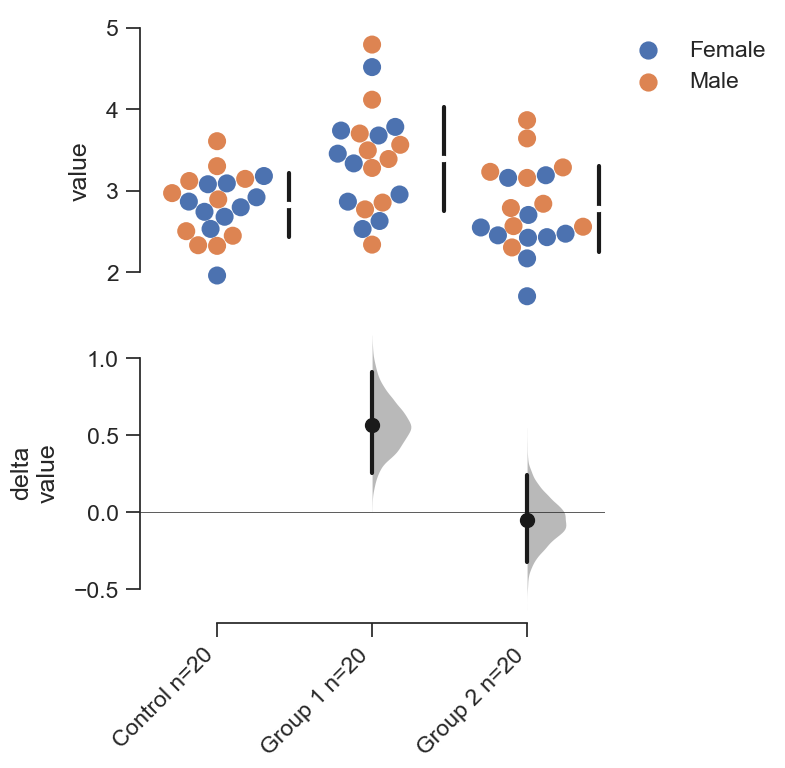 5
4
3
2
value
Female
Male
1.0
0.5
0.0
−0.5
delta
value
Control n=20
Group 1 n=20
Group 2 n=20